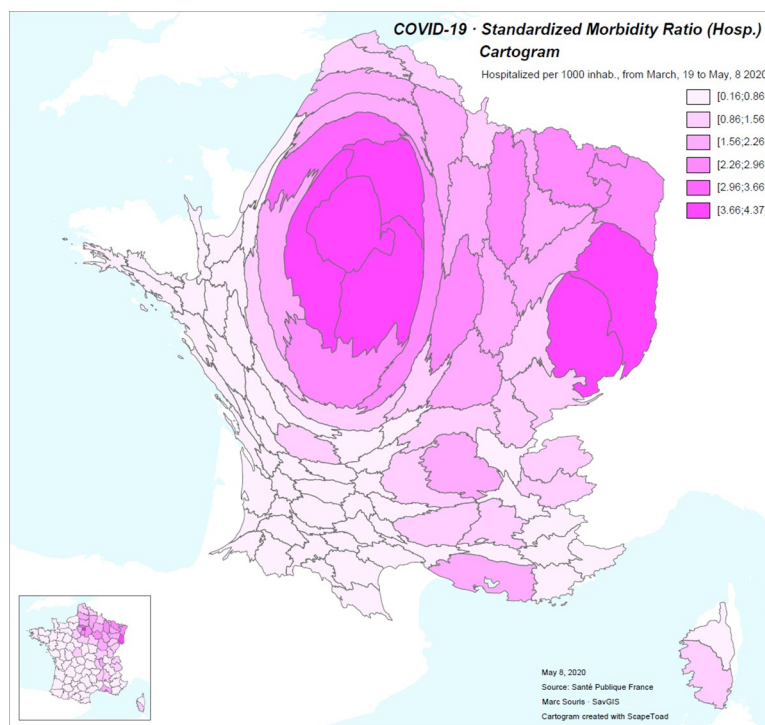 COVID-19 · Standardized Morbidity Ratio (Hosp.)
Cartogram
Hospitalized per 1000 inhab., from March, 19 to May, 8 2020
[0.16;0.86
[0.86;1.56
[1.56;2.26
[2.26;2.96
[2.96;3.66
[3.66;4.37
May 8, 2020
Source: Santé Publique France
Marc Souris - SavGIS
Cartogram created with ScapeToad